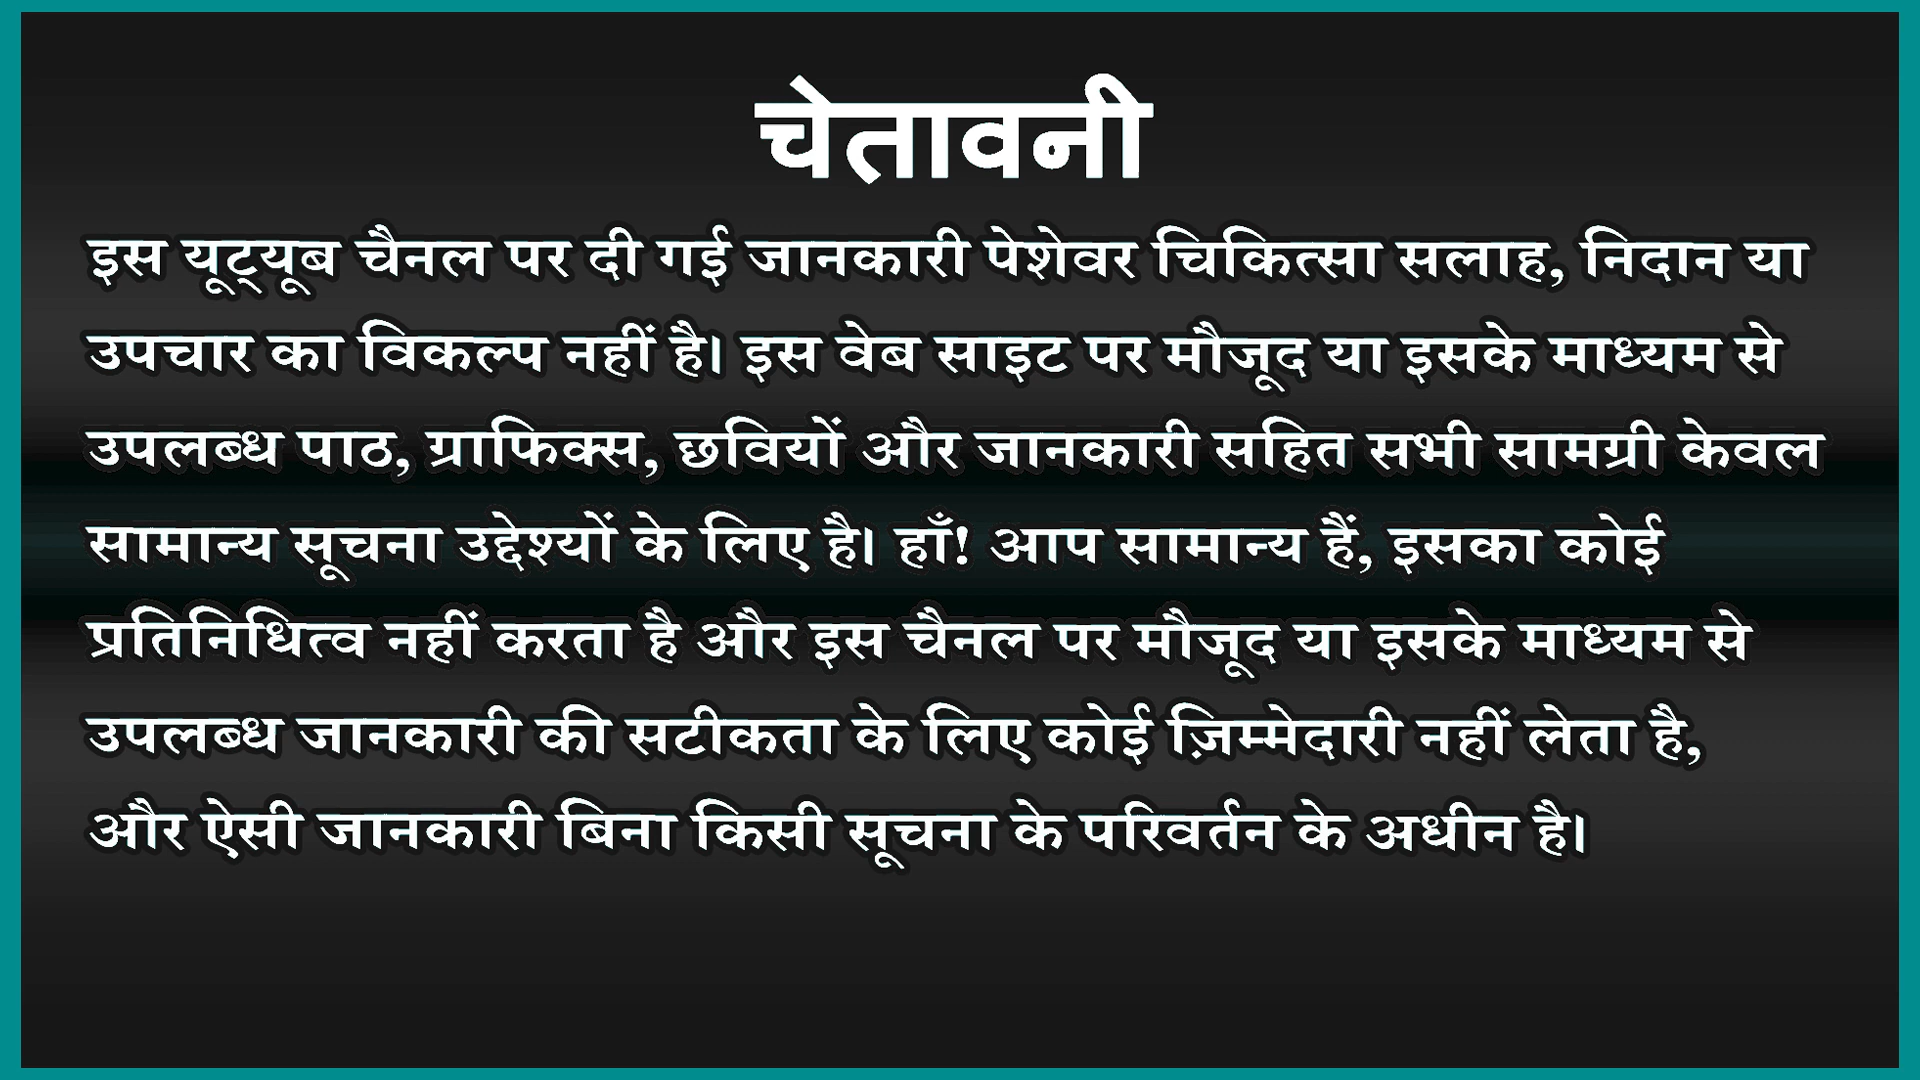 चेतावनी
इस यूट्यूब चैनल पर दी गई जानकारी पेशेवर चिकित्सा सलाह, निदान या
उपचार का विकल्प नहीं है। इस वेब साइट पर मौजूद या इसके माध्यम से
उपलब्ध पाठ, ग्राफिक्स, छवियों और जानकारी सहित सभी सामग्री केवल
सामान्य सूचना उद्देश्यों के लिए है। हाँ! आप सामान्य हैं, इसका कोई
प्रतिनिधित्व नहीं करता है और इस चैनल पर मौजूद या इसके माध्यम से
उपलब्ध जानकारी की सटीकता के लिए कोई ज़िम्मेदारी नहीं लेता है,
और ऐसी जानकारी बिना किसी सूचना के परिवर्तन के अधीन है।